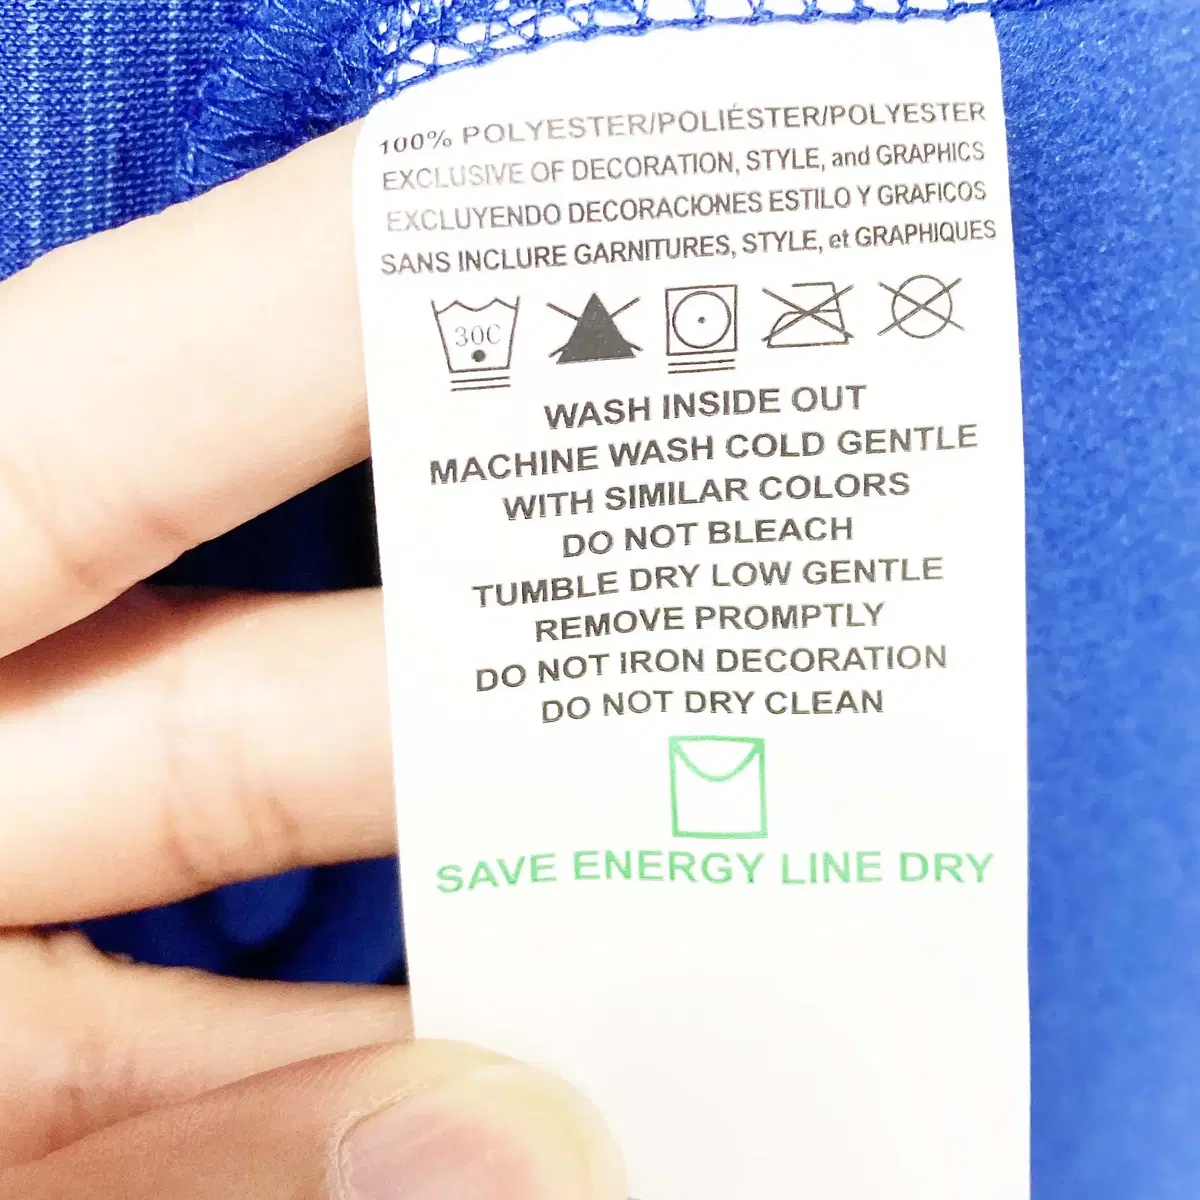 100% POLYESTER/POLIÉSTER/POLYESTER
EXCLUSIVE OF DECORATION, STYLE, and GRAPHICS
EXCLUYENDO DECORACIONES ESTILO Y GRAFICOS
SANS INCLURE GARNITURES, STYLE, et GRAPHIQUES
30C
WASH INSIDE OUT
MACHINE WASH COLD GENTLE
WITH SIMILAR COLORS
DO NOT BLEACH
TUMBLE DRY LOW GENTLE
REMOVE PROMPTLY
DO NOT IRON DECORATION
DO NOT DRY CLEAN
SAVE ENERGY LINE DRY